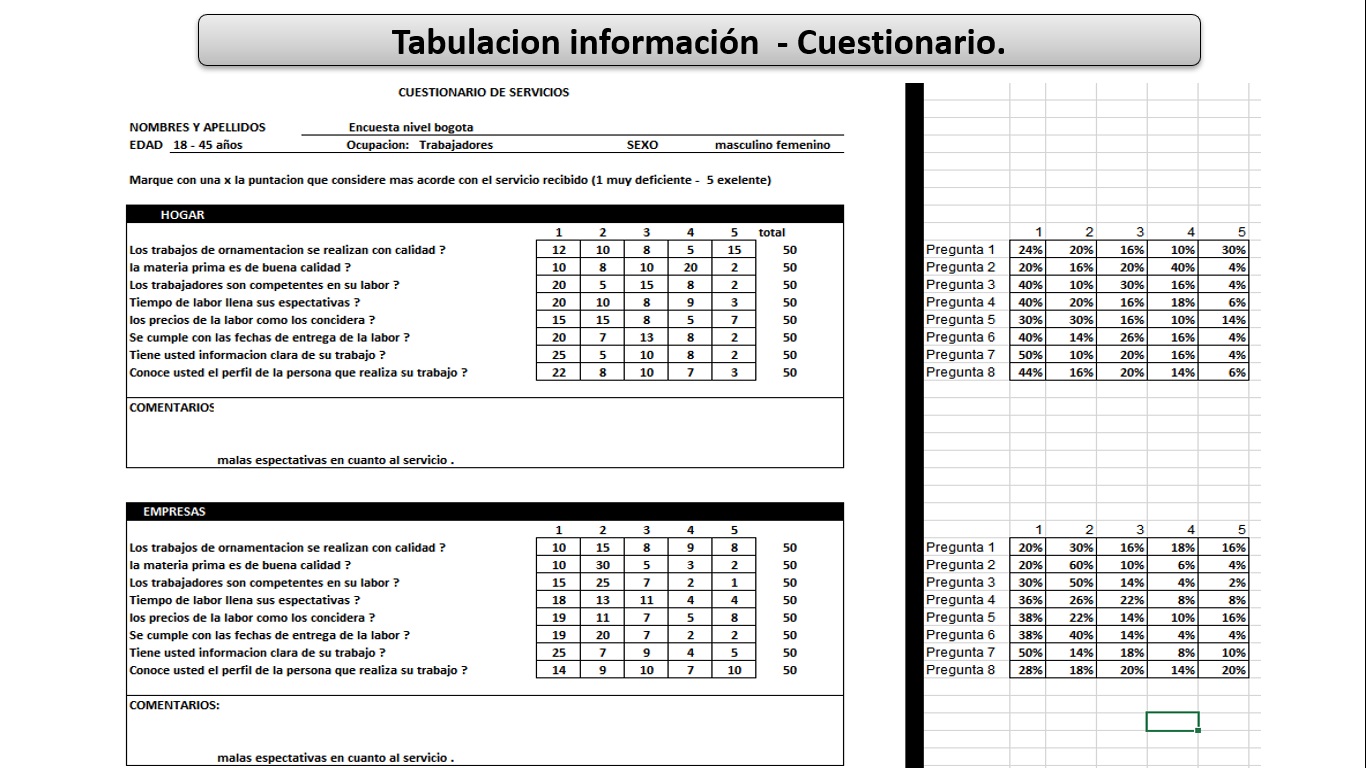 Tabulacion información - Cuestionario.
CUESTIONARIO DE SERVICIOS
NOMBRES Y APELLIDOS Encuesta nivel bogota
EDAD 18 - 45 años Ocupacion: Trabajadores SEXO masculino femenino
Marque con una x la puntacion que considere mas acorde con el servicio recibido (1 muy deficiente - 5 exelente)
HOGAR
1 2 3 4 5 total 1 2 3 4 5
Los trabajos de ornamentacion se realizan con calidad ? 12 10 8 5 15 50 Pregunta 1 24% 20% 16% 10% 30%
la materia prima es de buena calidad ? 10 8 10 20 2 50 Pregunta 2 20% 16% 20% 40% 4%
Los trabajadores son competentes en su labor ? 20 5 15 8 2 50 Pregunta 3 40% 10% 30% 16% 4%
Tiempo de labor llena sus espectativas ? 20 10 8 9 3 50 Pregunta 4 40% 20% 16% 18% 6%
los precios de la labor como los concidera ? 15 15 8 5 7 50 Pregunta 5 30% 30% 16% 10% 14%
Se cumple con las fechas de entrega de la labor ? 20 7 13 8 2 50 Pregunta 6 40% 14% 26% 16% 4%
Tiene usted informacion clara de su trabajo ? 25 5 10 8 2 50 Pregunta 7 50% 10% 20% 16% 4%
Conoce usted el perfil de la persona que realiza su trabajo ? 22 8 10 7 3 50 Pregunta 8 44% 16% 20% 14% 6%
COMENTARIOS
malas espectativas en cuanto al servicio .
EMPRESAS
1 2 3 4 5 1 2 3 4 5
Los trabajos de ornamentacion se realizan con calidad ? 10 15 8 9 8 50 Pregunta 1 20% 30% 16% 18% 16%
la materia prima es de buena calidad ? 10 30 5 3 2 50 Pregunta 2 20% 60% 10% 6% 4%
Los trabajadores son competentes en su labor ? 15 25 7 2 1 50 Pregunta 3 30% 50% 14% 4% 2%
Tiempo de labor llena sus espectativas ? 18 13 11 4 4 50 Pregunta 4 36% 26% 22% 8% 8%
los precios de la labor como los concidera ? 19 11 7 5 8 50 Pregunta 5 38% 22% 14% 10% 16%
Se cumple con las fechas de entrega de la labor ? 19 20 7 2 2 50 Pregunta 6 38% 40% 14% 4% 4%
Tiene usted informacion clara de su trabajo ? 25 7 9 4 5 50 Pregunta 7 50% 14% 18% 8% 10%
Conoce usted el perfil de la persona que realiza su trabajo ? 14 9 10 7 10 50 Pregunta 8 28% 18% 20% 14% 20%
COMENTARIOS:
malas espectativas en cuanto al servicio .